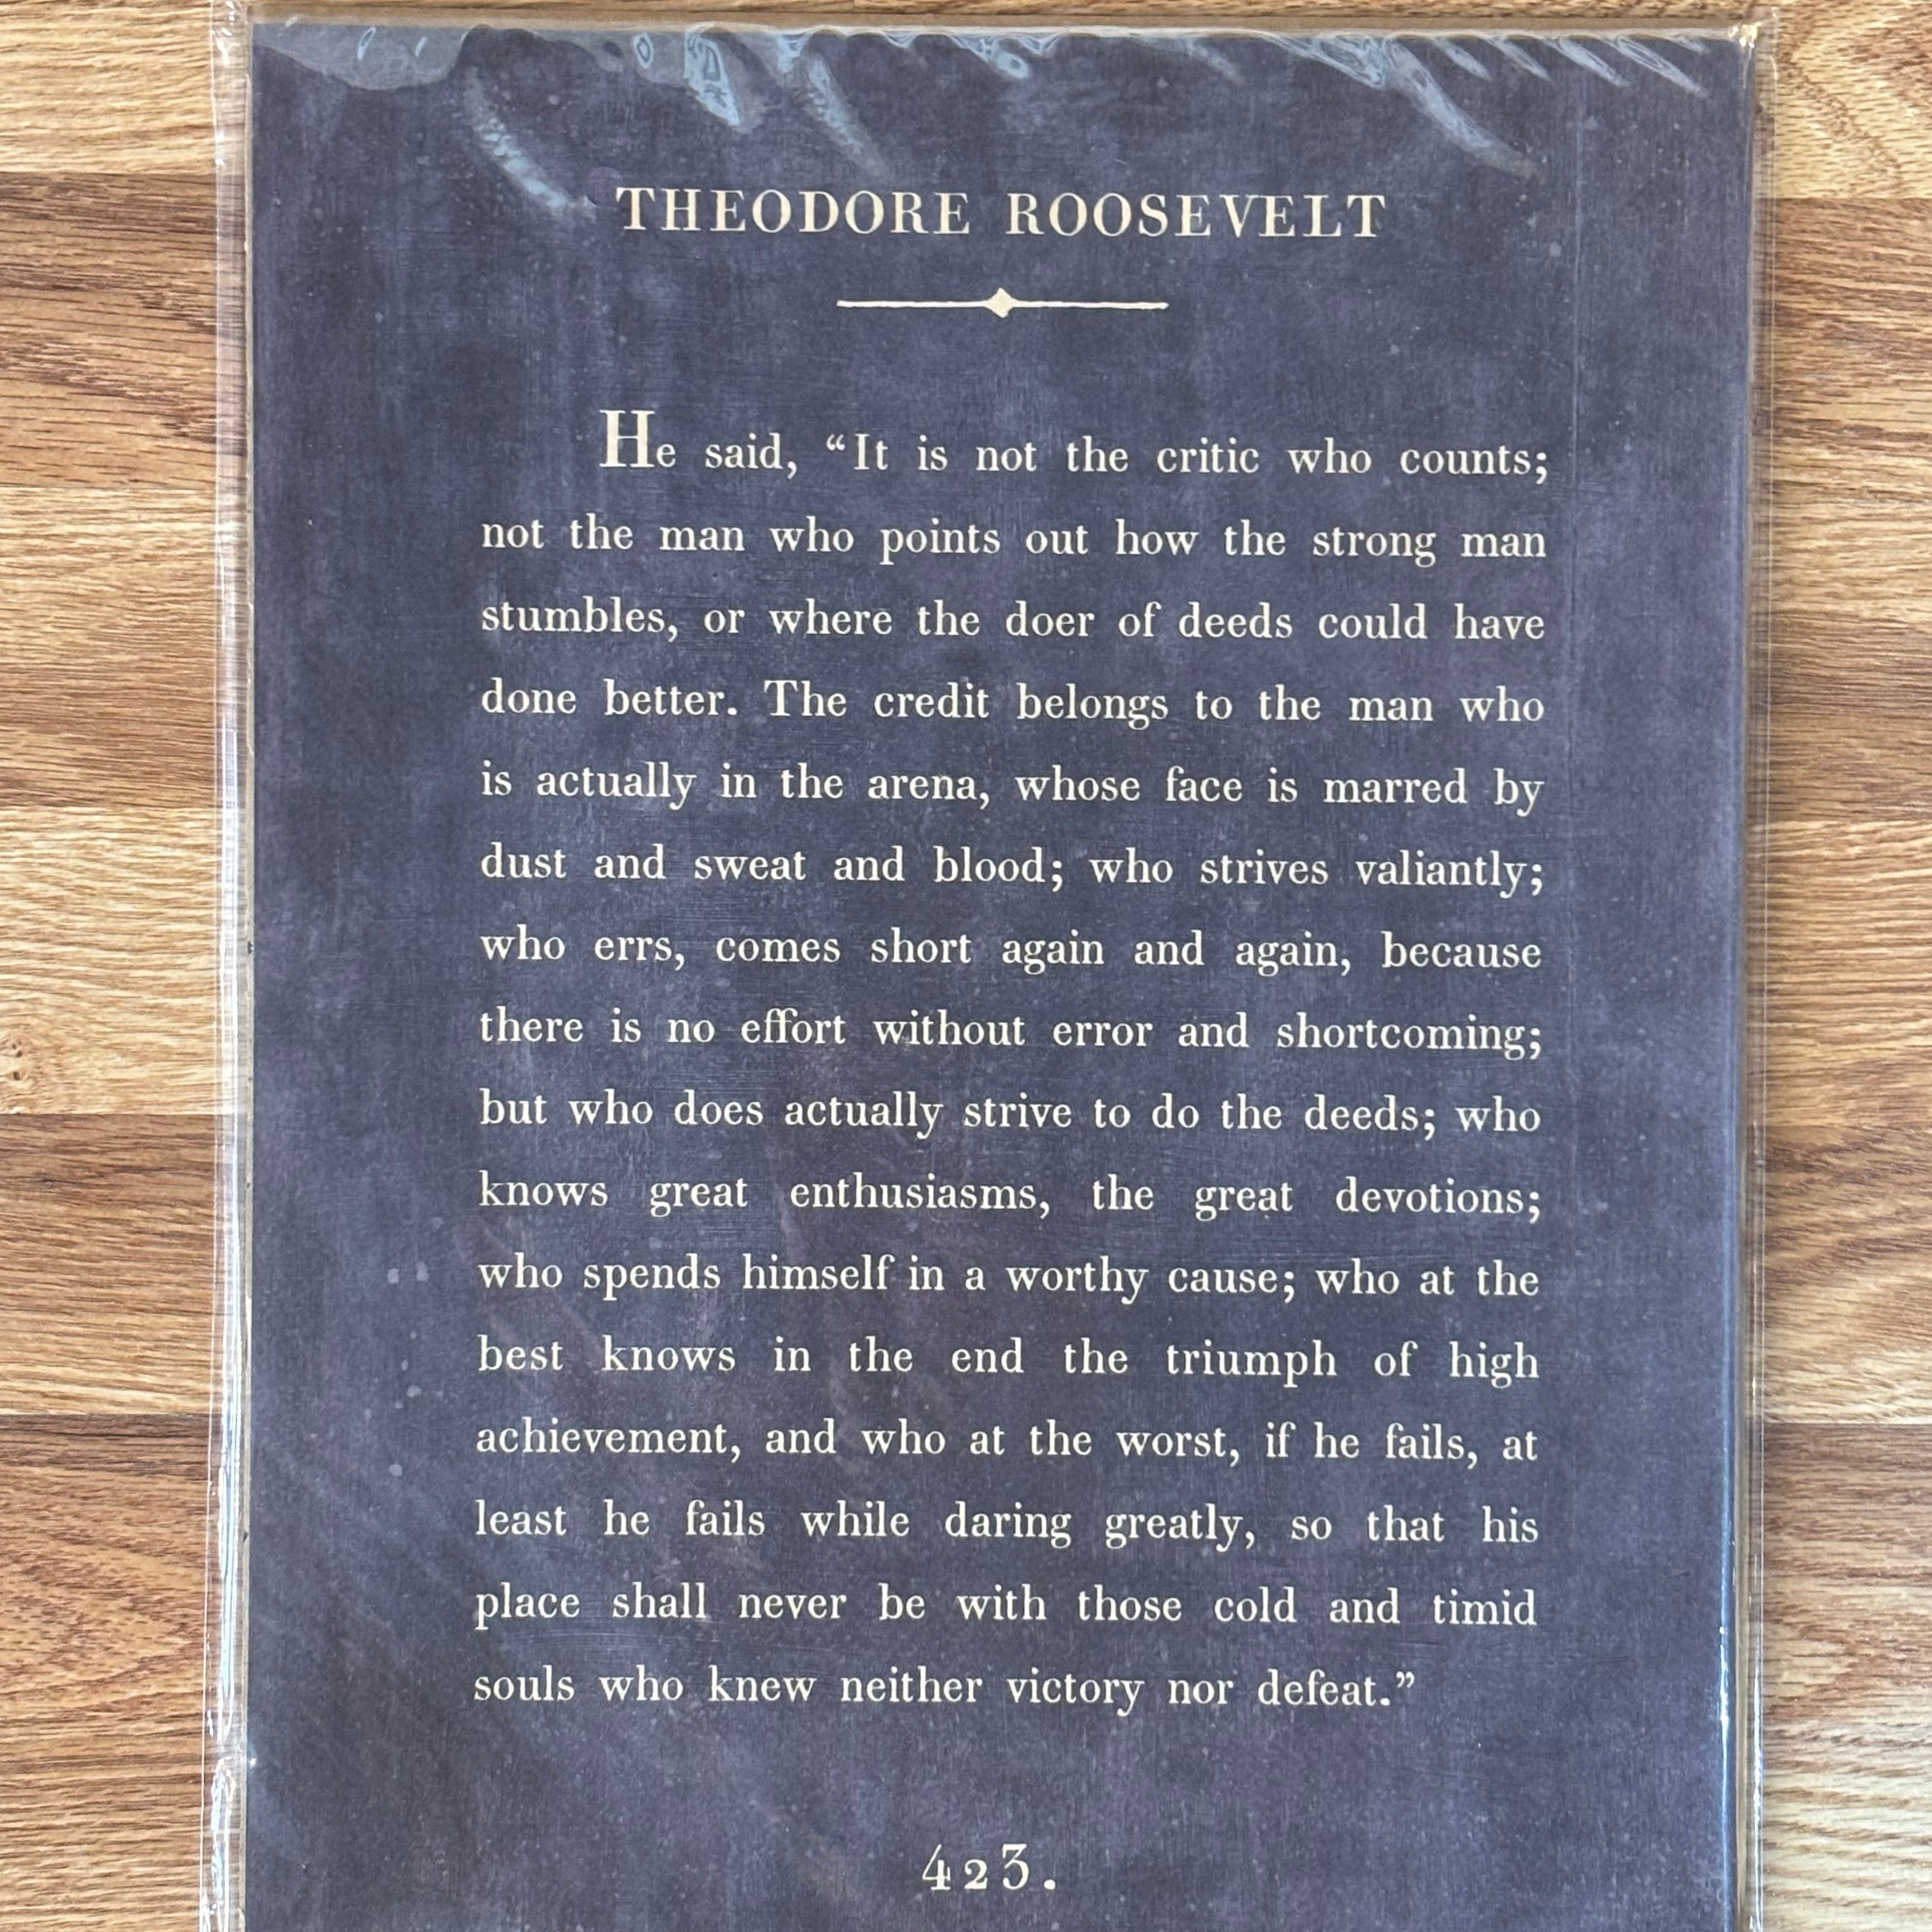 THEODORE ROOSEVELT
He said, “It is not the critic who counts;
not the man who points out how the strong man
stumbles, or where the doer of deeds could have
done better. The credit belongs to the man who
is actually in the arena, whose face is marred by
dust and sweat and blood; who strives valiantly;
who errs, comes short again and again, because
there is no effort without error and shortcoming;
but who does actually strive to do the deeds; who
knows great enthusiasms, the great devotions;
who spends himself in a worthy cause; who at the
best knows in the end the triumph of high
achievement, and who at the worst, if he fails, at
least he fails while daring greatly, so that his
place shall never be with those cold and timid
souls who knew neither victory nor defeat.”
423.